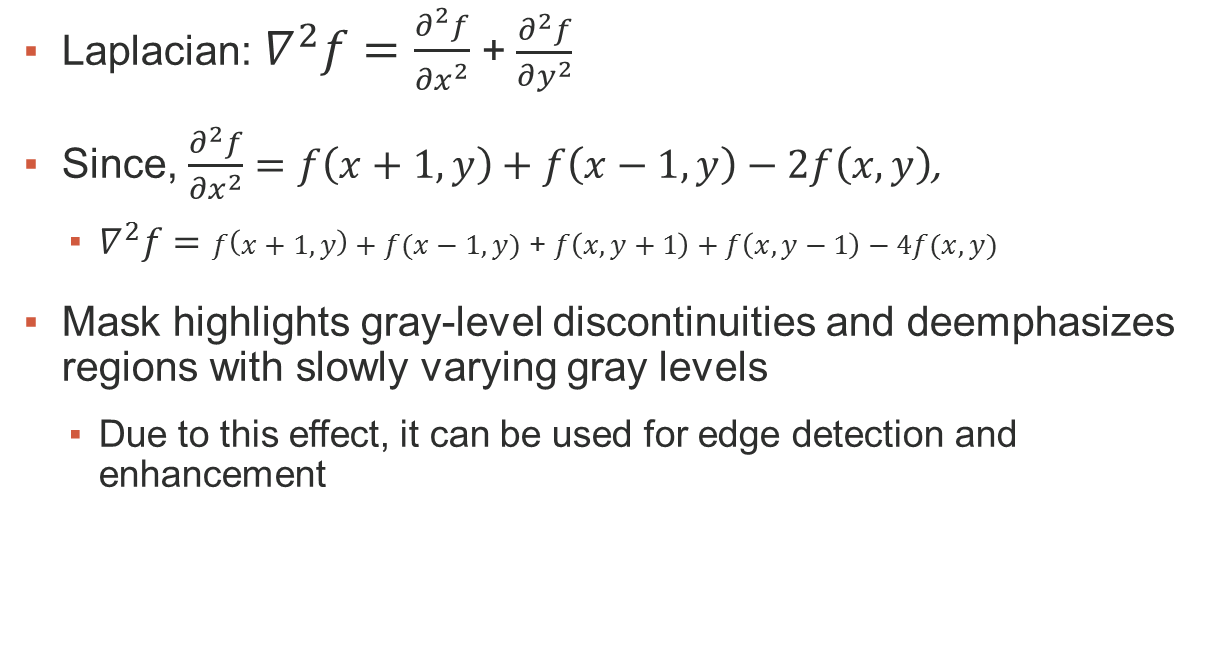 ▪ Laplacian: ∇²f = ∂²f/∂x² + ∂²f/∂y²
▪ Since, ∂²f/∂x² = f(x + 1, y) + f(x − 1, y) − 2f(x, y),
▪ ∇²f = f(x + 1, y) + f(x − 1, y) + f(x, y + 1) + f(x, y − 1) − 4f(x, y)
▪ Mask highlights gray-level discontinuities and deemphasizes
regions with slowly varying gray levels
▪ Due to this effect, it can be used for edge detection and
enhancement